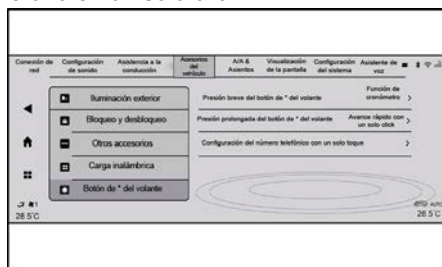 Conexión de red
Configuración de sonido
Asistencia a la conducción
Accesorios del vehículo
A/A & Asientos
Visualización de la pantalla
Configuración del sistema
Asistente de voz
Iluminación exterior
Bloqueo y desbloqueo
Otros accesorios
Carga inalámbrica
Botón de * del volante
Presión breve del botón de * del volante
Función de cronómetro
Presión prolongada del botón de * del volante
Avance rápido con un solo click
Configuración del número telefónico con un solo toque
1
28.5°C
AUTO
28.5°C